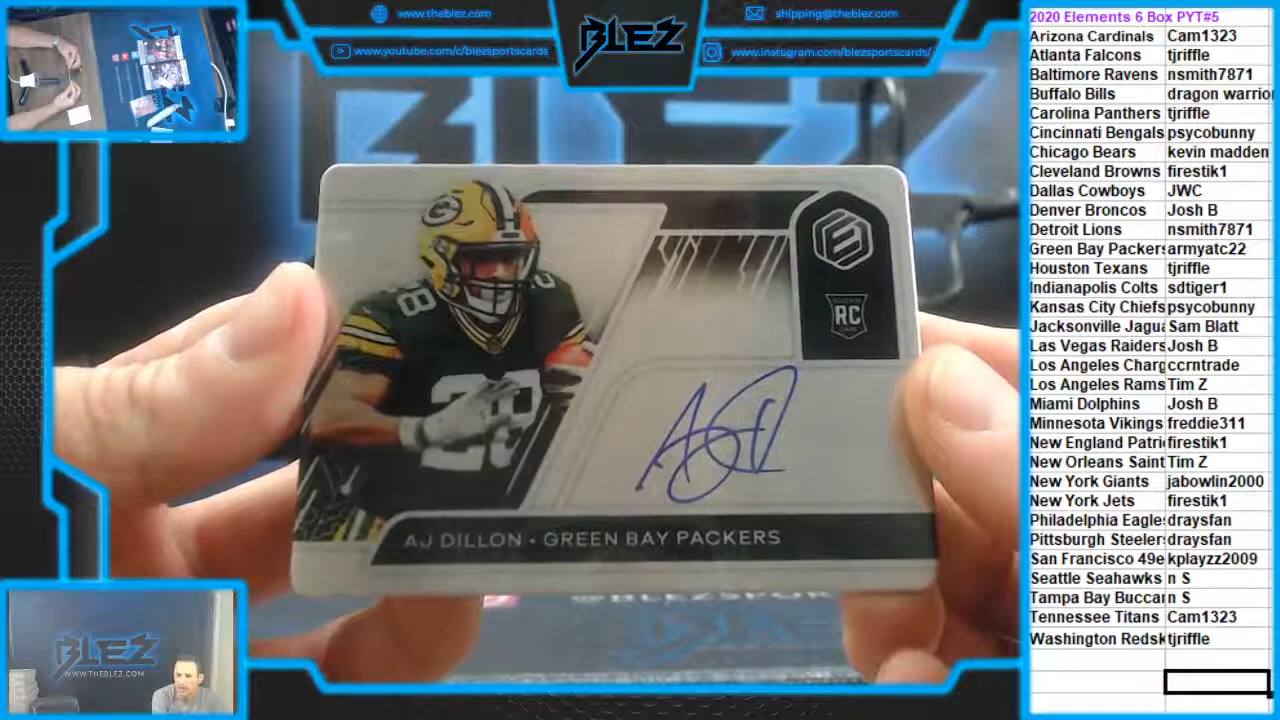 www.theblez.com
www.youtube.com/c/blezsportscards
BLEZ
shipping@theblez.com
www.instagram.com/blezsportscards/
28
28
RC
AJ DILLON • GREEN BAY PACKERS
BLEZ
WWW.THEBLEZ.COM
2020 Elements 6 Box PYT#5
Arizona Cardinals Cam1323
Atlanta Falcons tjriffle
Baltimore Ravens nsmith7871
Buffalo Bills dragon warrior
Carolina Panthers tjriffle
Cincinnati Bengals psycobunny
Chicago Bears kevin madden
Cleveland Browns firestik1
Dallas Cowboys JWC
Denver Broncos Josh B
Detroit Lions nsmith7871
Green Bay Packers armyatc22
Houston Texans tjriffle
Indianapolis Colts sdtiger1
Kansas City Chiefs psycobunny
Jacksonville Jagua Sam Blatt
Las Vegas Raiders Josh B
Los Angeles Charg ccrntrade
Los Angeles Rams Tim Z
Miami Dolphins Josh B
Minnesota Vikings freddie311
New England Patri firestik1
New Orleans Saint Tim Z
New York Giants jabowlin2000
New York Jets firestik1
Philadelphia Eagle draysfan
Pittsburgh Steelers draysfan
San Francisco 49e kplayzz2009
Seattle Seahawks n S
Tampa Bay Buccan n S
Tennessee Titans Cam1323
Washington Redsk tjriffle